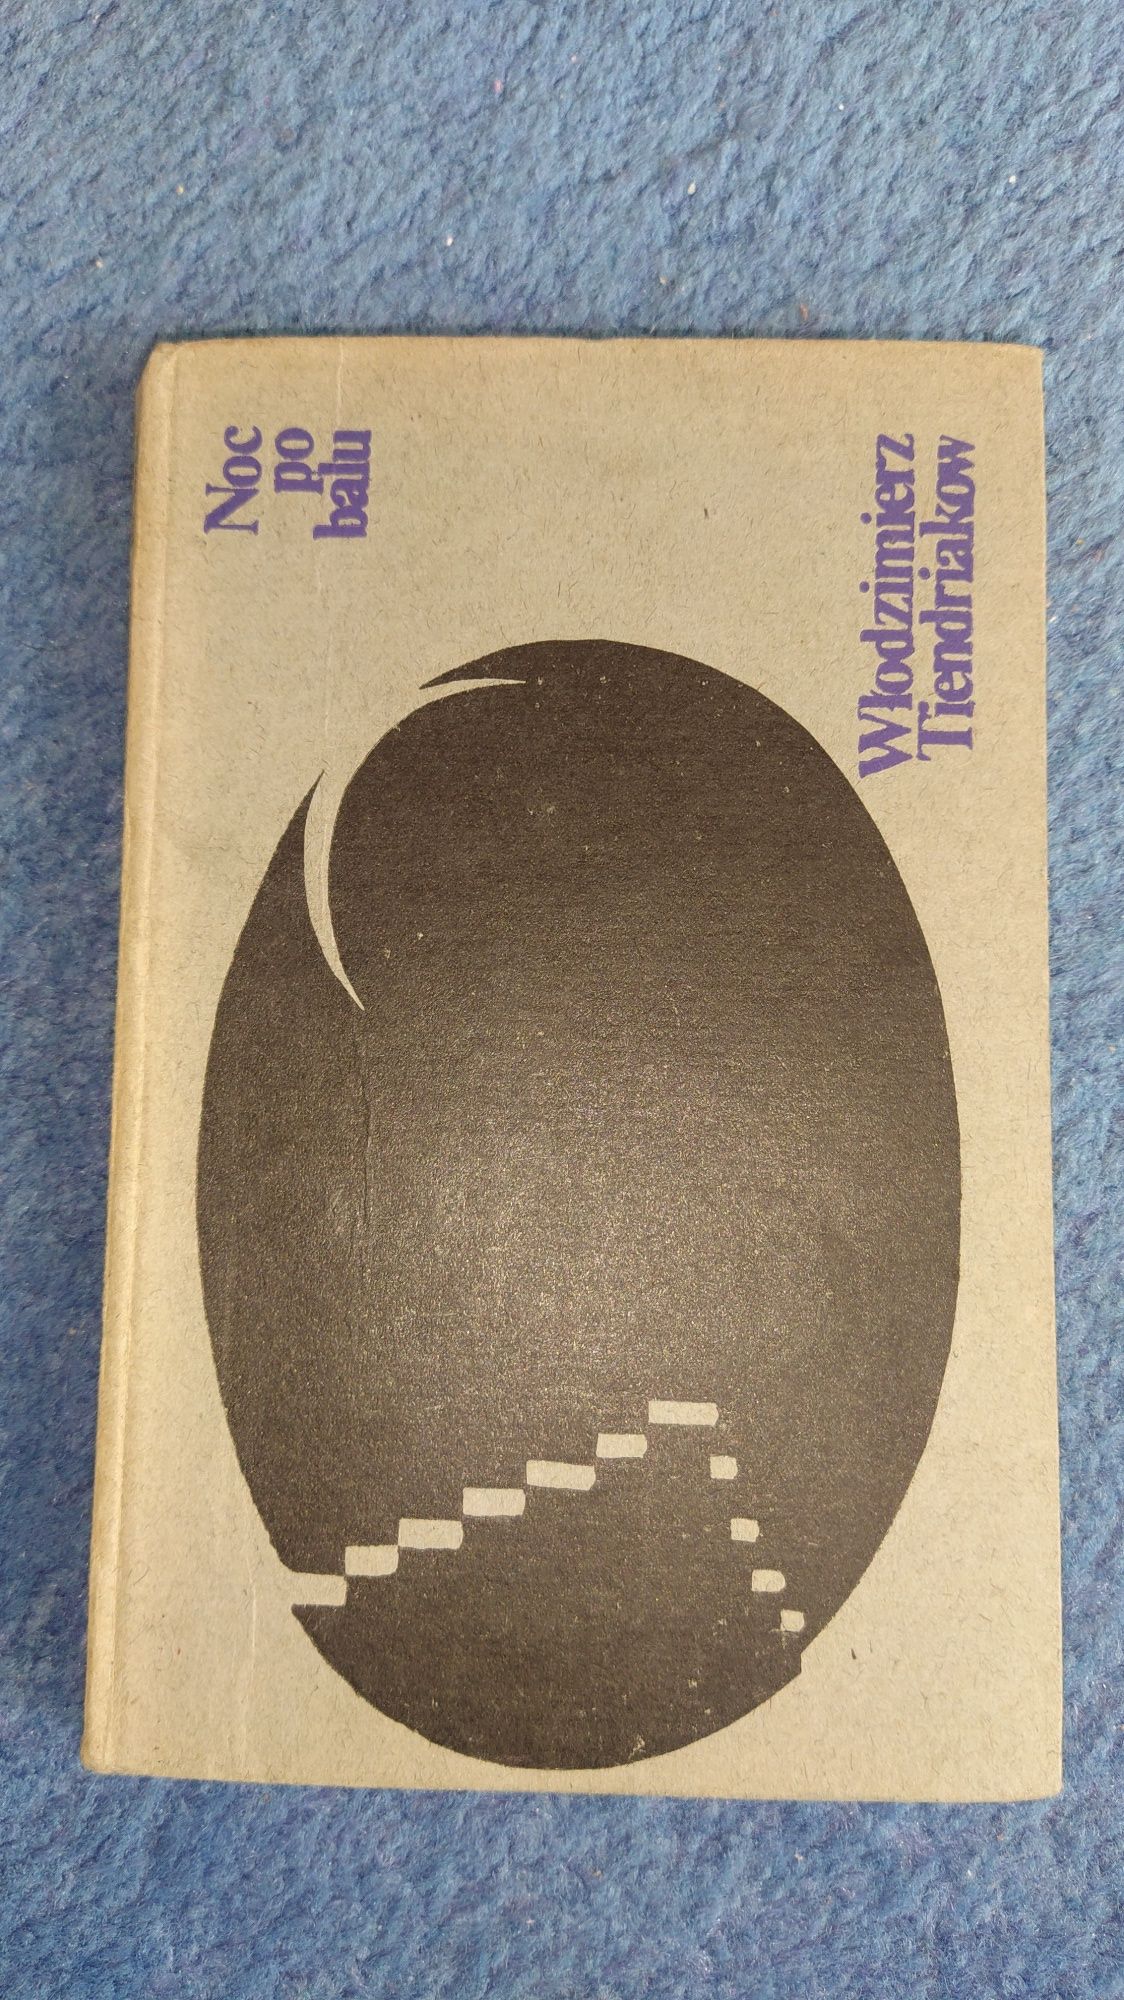 Noc
po
balu
Włodzimierz
Tiendriakow